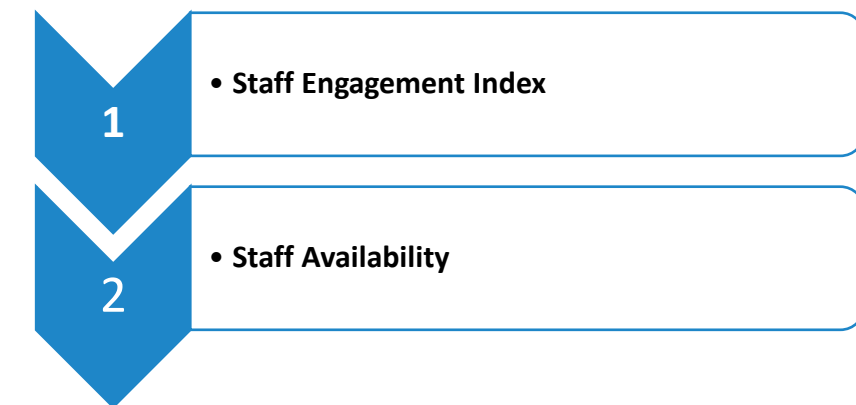 1
• Staff Engagement Index
2
• Staff Availability